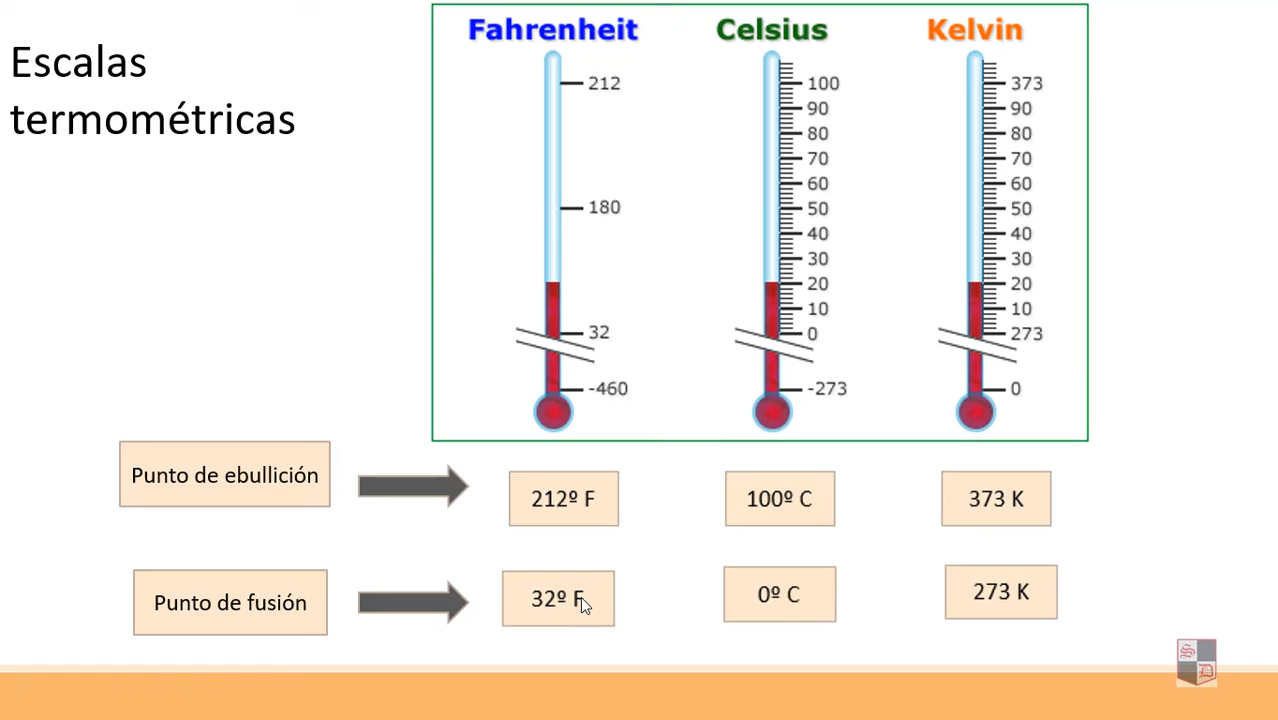 Escalas
termométricas
Fahrenheit
212
180
32
-460
Celsius
100
90
80
70
60
50
40
30
20
10
0
-273
Kelvin
373
90
80
70
60
50
40
30
20
10
273
0
Punto de ebullición
212º F
100º C
373 K
Punto de fusión
32º F
0º C
273 K